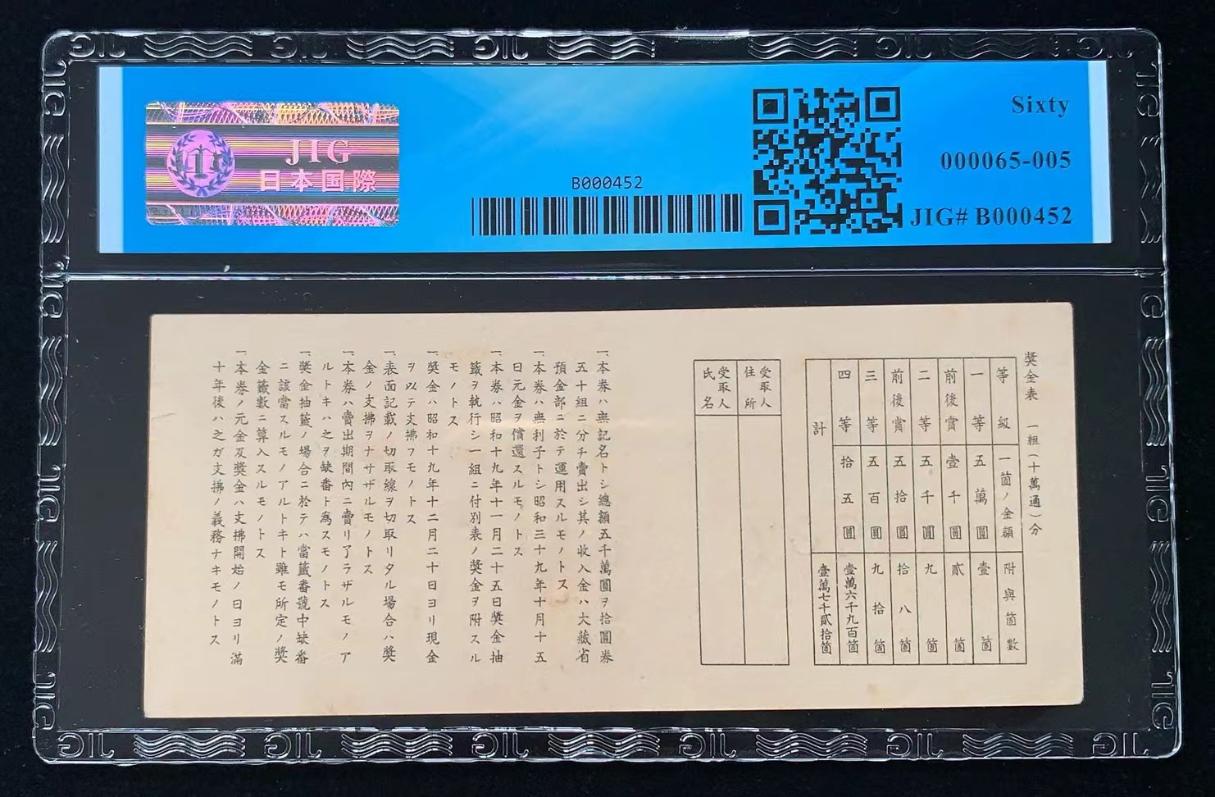 JIG
日本国際
B000452
Sixty
000065-005
JIG# B000452
獎金表 一組(十萬通)分
等級 一箇ノ金額 附與箇數
一等 五萬圓 壹箇
前後賞 壹千圓 貳箇
二等 五千圓 九箇
前後賞 五拾圓 拾八箇
三等 五百圓 九拾箇
四等 拾五圓 壹萬六千九百箇
計 壹萬七千貳拾箇
受取人住所
受取人氏名
一、本券ハ無記名トシ總額五千萬圓ヲ拾圓券
五十組ニ分チ賣出シ其ノ收入金ハ大藏省
預金部ニ於テ運用スルモノトス
一、本券ハ無利子トシ昭和三十九年十月十五
日元金ヲ償還スルモノトス
一、本券ハ昭和十九年十一月二十五日獎金抽
籤ヲ執行シ一組ニ付別表ノ獎金ヲ附スル
モノトス
一、獎金ハ昭和十九年十二月二十日ヨリ現金
ヲ以テ支拂フモノトス
一、表面記載ノ切取線ヲ切取リタル場合ハ獎
金ノ支拂ヲナサザルモノトス
一、本券ハ賣出期間內ニ賣リアラザルモノア
ルトキハ之ヲ缺番ト爲スモノトス
一、獎金抽籤ノ場合ニ於テハ當籤番號中缺番
ニ該當スルモノアルトキト雖モ所定ノ獎
金籤數ニ算入スルモノトス
一、本券ノ元金及獎金ハ支拂開始ノ日ヨリ滿
十年後ハ之ガ支拂ノ義務ナキモノトス
JIG